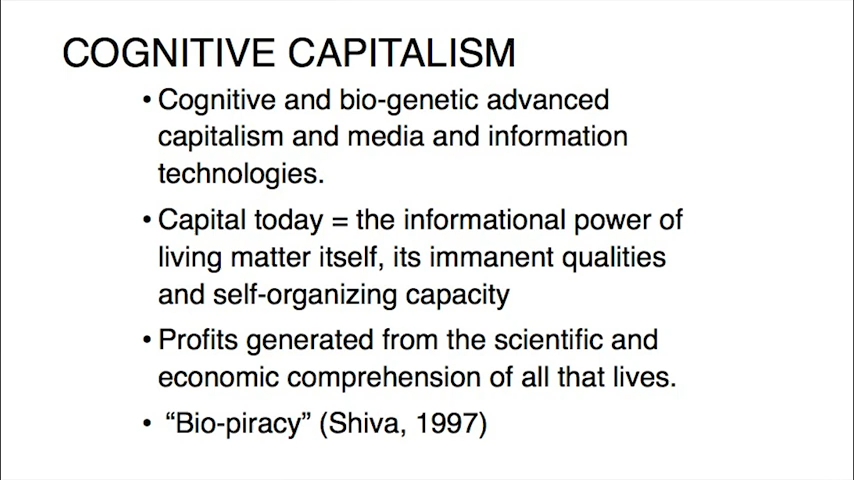 COGNITIVE CAPITALISM
• Cognitive and bio-genetic advanced
capitalism and media and information
technologies.
• Capital today = the informational power of
living matter itself, its immanent qualities
and self-organizing capacity
• Profits generated from the scientific and
economic comprehension of all that lives.
• “Bio-piracy” (Shiva, 1997)